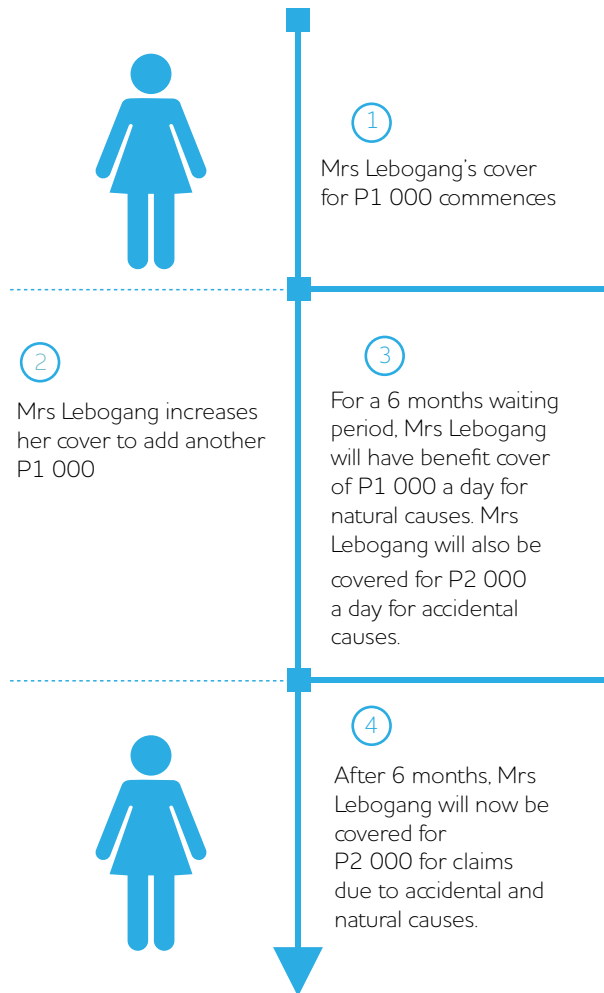 1
Mrs Lebogang's cover
for P1 000 commences
2
Mrs Lebogang increases
her cover to add another
P1 000
3
For a 6 months waiting
period, Mrs Lebogang
will have benefit cover
of P1 000 a day for
natural causes. Mrs
Lebogang will also be
covered for P2 000
a day for accidental
causes.
4
After 6 months, Mrs
Lebogang will now be
covered for
P2 000 for claims
due to accidental and
natural causes.